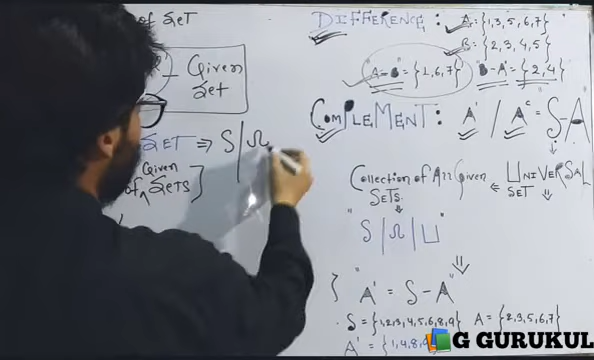 of SeT
Given
Set
SET ⇒ S|Ω
of Given SETS]
DIFFERENCE: A = {1,3,5,6,7}
B = {2,3,4,5}
"A-B" = {1,6,7} "B-A" = {2,4}
COMPLEMENT: A' / Aᶜ = "S-A"
Collection of All Given SETS ⇐ UNIVERSAL SET
"S|Ω|U"
} "A' = S-A"
S = {1,2,3,4,5,6,8,9} A = {2,3,5,6,7}
A' = {1,4,8,9}
G GURUKUL